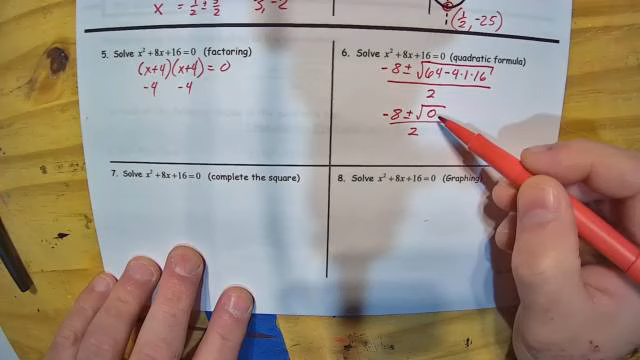 x = 1/2 ± 5/2
3, -2
(1/2, -25)
5. Solve x² + 8x + 16 = 0 (factoring)
(x+4)(x+4) = 0
-4 -4
6. Solve x² + 8x + 16 = 0 (quadratic formula)
-8 ± √64 - 4·1·16
2
-8 ± √0
2
7. Solve x² + 8x + 16 = 0 (complete the square)
8. Solve x² + 8x + 16 = 0 (Graphing)